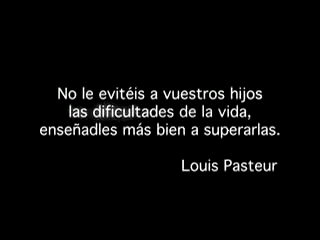 No le evitéis a vuestros hijos
las dificultades de la vida,
enseñadles más bien a superarlas.
Louis Pasteur